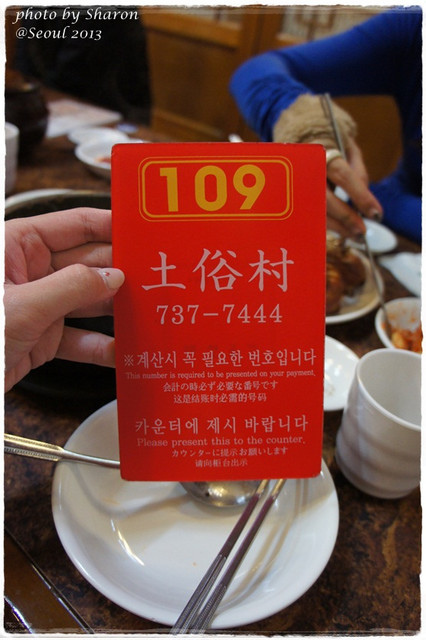 photo by Sharon
@Seoul 2013
109
土俗村
737-7444
※계산시 꼭 필요한 번호입니다
This number is required to be presented on your payment.
会計の時必ず必要な番号です
这是结账时必需的号码
카운터에 제시 바랍니다
Please present this to the counter.
カウンターに提示お願いします
请向柜台出示